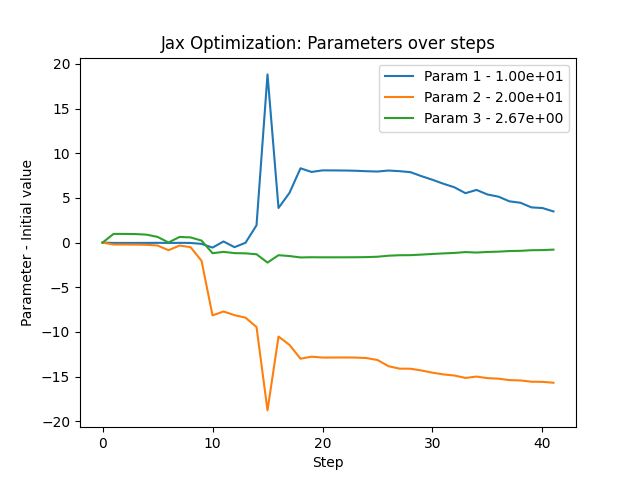 Jax Optimization: Parameters over steps
Param 1 - 1.00e+01
Param 2 - 2.00e+01
Param 3 - 2.67e+00
Parameter - Initial value
20
15
10
5
0
−5
−10
−15
−20
0 10 20 30 40
Step